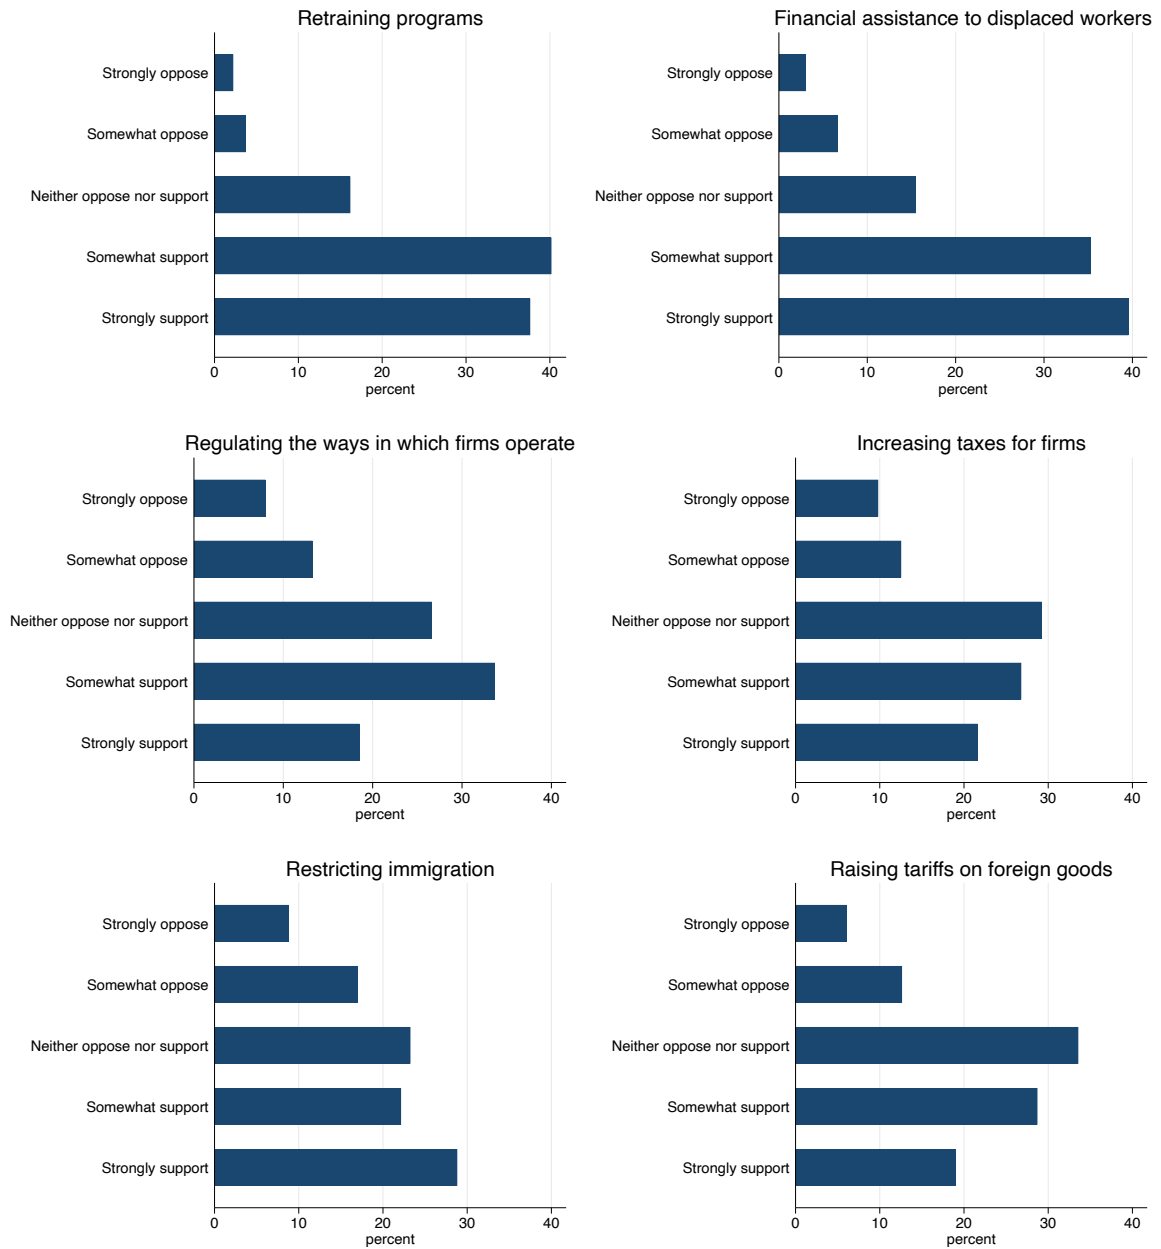 Retraining programs
Strongly oppose
Somewhat oppose
Neither oppose nor support
Somewhat support
Strongly support
0 10 20 30 40
percent
Financial assistance to displaced workers
Strongly oppose
Somewhat oppose
Neither oppose nor support
Somewhat support
Strongly support
0 10 20 30 40
percent
Regulating the ways in which firms operate
Strongly oppose
Somewhat oppose
Neither oppose nor support
Somewhat support
Strongly support
0 10 20 30 40
percent
Increasing taxes for firms
Strongly oppose
Somewhat oppose
Neither oppose nor support
Somewhat support
Strongly support
0 10 20 30 40
percent
Restricting immigration
Strongly oppose
Somewhat oppose
Neither oppose nor support
Somewhat support
Strongly support
0 10 20 30 40
percent
Raising tariffs on foreign goods
Strongly oppose
Somewhat oppose
Neither oppose nor support
Somewhat support
Strongly support
0 10 20 30 40
percent